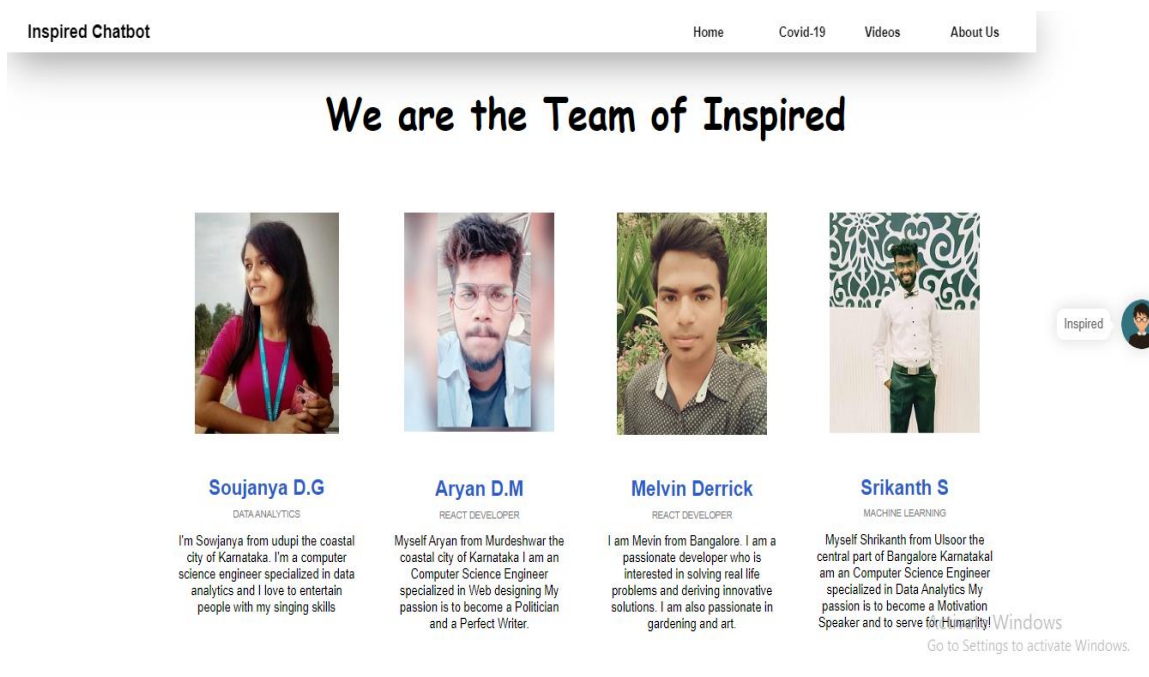 Inspired Chatbot
Home Covid-19 Videos About Us
We are the Team of Inspired
Inspired
Soujanya D.G
DATA ANALYTICS
I'm Sowjanya from udupi the coastal
city of Karnataka. I'm a computer
science engineer specialized in data
analytics and I love to entertain
people with my singing skills
Aryan D.M
REACT DEVELOPER
Myself Aryan from Murdeshwar the
coastal city of Karnataka I am an
Computer Science Engineer
specialized in Web designing My
passion is to become a Politician
and a Perfect Writer.
Melvin Derrick
REACT DEVELOPER
I am Mevin from Bangalore. I am a
passionate developer who is
interested in solving real life
problems and deriving innovative
solutions. I am also passionate in
gardening and art.
Srikanth S
MACHINE LEARNING
Myself Shrikanth from Ulsoor the
central part of Bangalore KarnatakaI
am an Computer Science Engineer
specialized in Data Analytics My
passion is to become a Motivation
Speaker and to serve for Humanity!
Activate Windows
Go to Settings to activate Windows.